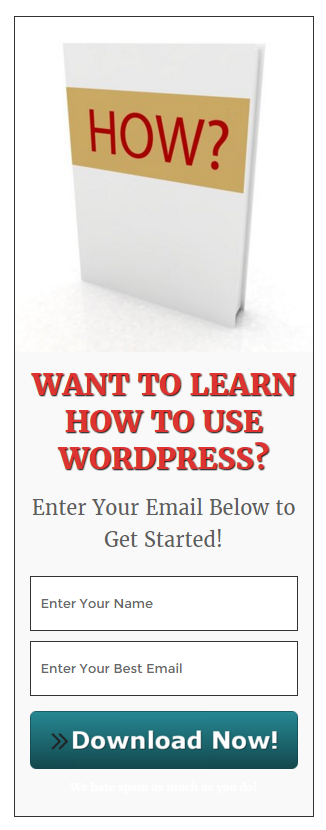 HOW?
WANT TO LEARN
HOW TO USE
WORDPRESS?
Enter Your Email Below to
Get Started!
Enter Your Name
Enter Your Best Email
Download Now!
We hate spam as much as you do!